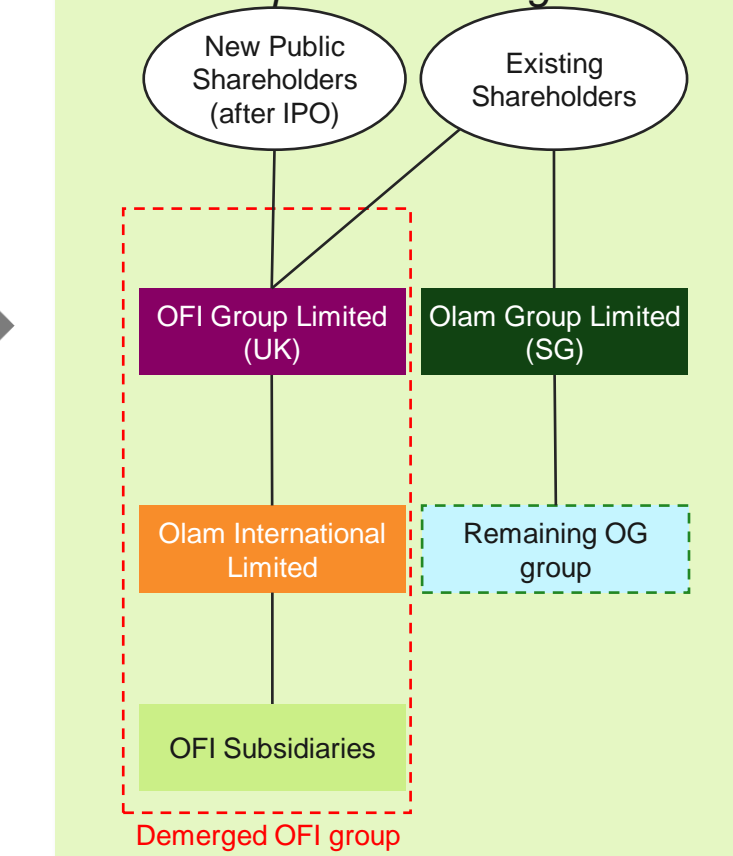 New Public
Shareholders
(after IPO)
Existing
Shareholders
OFI Group Limited
(UK)
Olam Group Limited
(SG)
Olam International
Limited
Remaining OG
group
OFI Subsidiaries
Demerged OFI group